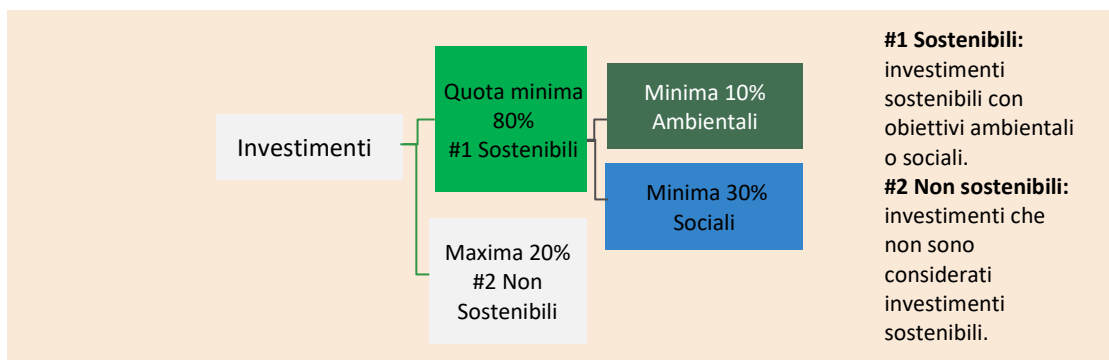 Investimenti
Quota minima
80%
#1 Sostenibili
Maxima 20%
#2 Non
Sostenibili
Minima 10%
Ambientali
Minima 30%
Sociali
#1 Sostenibili:
investimenti
sostenibili con
obiettivi ambientali
o sociali.
#2 Non sostenibili:
investimenti che
non sono
considerati
investimenti
sostenibili.